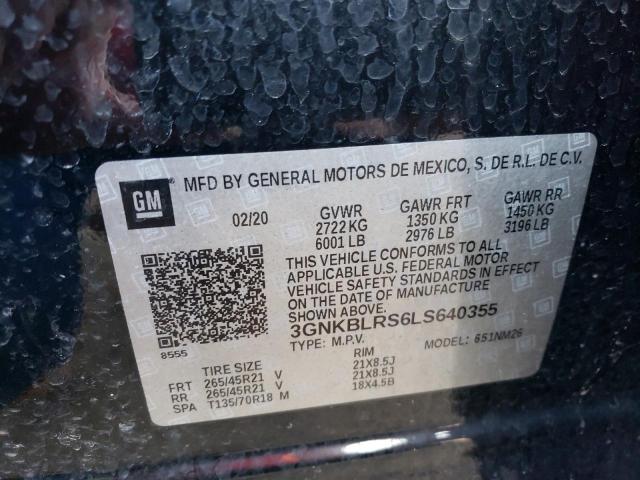 GM
MFD BY GENERAL MOTORS DE MEXICO, S. DE R.L. DE C.V.
02/20 GVWR GAWR FRT GAWR RR
2722 KG 1350 KG 1450 KG
6001 LB 2976 LB 3196 LB
THIS VEHICLE CONFORMS TO ALL
APPLICABLE U.S. FEDERAL MOTOR
VEHICLE SAFETY STANDARDS IN EFFECT
ON THE DATE OF MANUFACTURE
SHOWN ABOVE.
3GNKBLRS6LS640355
8555
TYPE: M.P.V. MODEL: 651NM26
TIRE SIZE RIM
FRT 265/45R21 V 21X8.5J
RR 265/45R21 V 21X8.5J
SPA T135/70R18 M 18X4.5B